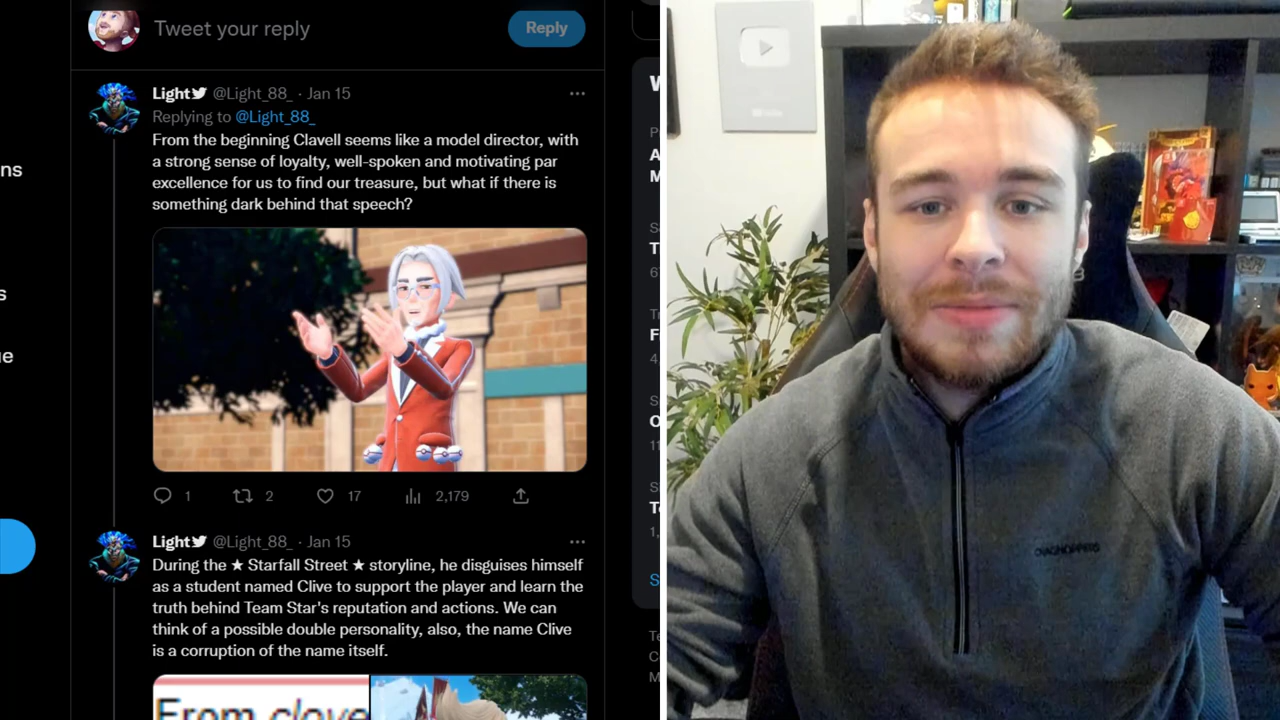 Tweet your reply
Reply
Light @Light_88_ · Jan 15
Replying to @Light_88_
From the beginning Clavell seems like a model director, with
a strong sense of loyalty, well-spoken and motivating par
excellence for us to find our treasure, but what if there is
something dark behind that speech?
1 2 17 2,179
Light @Light_88_ · Jan 15
During the ★ Starfall Street ★ storyline, he disguises himself
as a student named Clive to support the player and learn the
truth behind Team Star's reputation and actions. We can
think of a possible double personality, also, the name Clive
is a corruption of the name itself.
From clove
ns
s
ue
W
A
M
T
F
O
CRAGHOPPERS